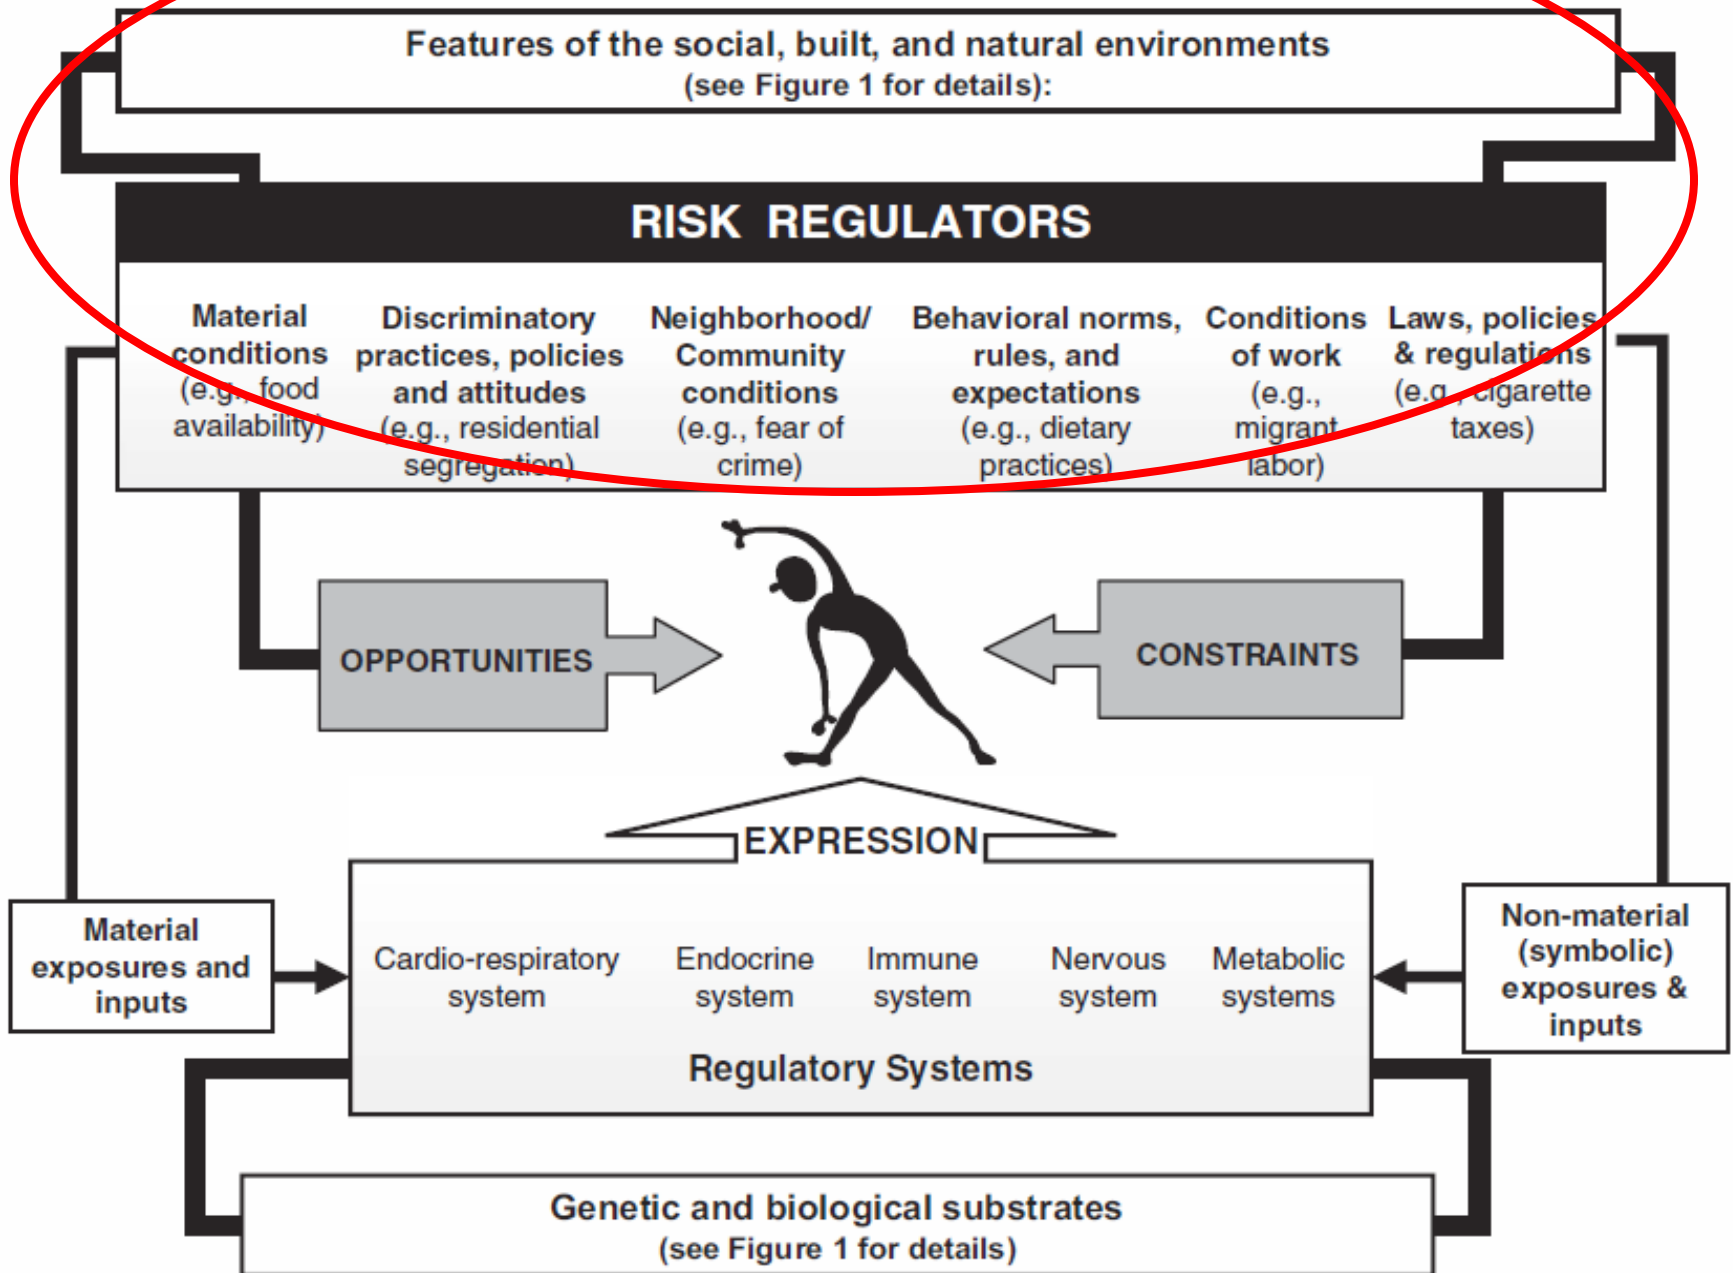 Features of the social, built, and natural environments
(see Figure 1 for details):
RISK REGULATORS
Material
conditions
(e.g., food
availability)
Discriminatory
practices, policies
and attitudes
(e.g., residential
segregation)
Neighborhood/
Community
conditions
(e.g., fear of
crime)
Behavioral norms,
rules, and
expectations
(e.g., dietary
practices)
Conditions
of work
(e.g.,
migrant
labor)
Laws, policies
& regulations
(e.g., cigarette
taxes)
OPPORTUNITIES
CONSTRAINTS
EXPRESSION
Material
exposures and
inputs
Cardio-respiratory
system
Endocrine
system
Immune
system
Nervous
system
Metabolic
systems
Regulatory Systems
Non-material
(symbolic)
exposures &
inputs
Genetic and biological substrates
(see Figure 1 for details)